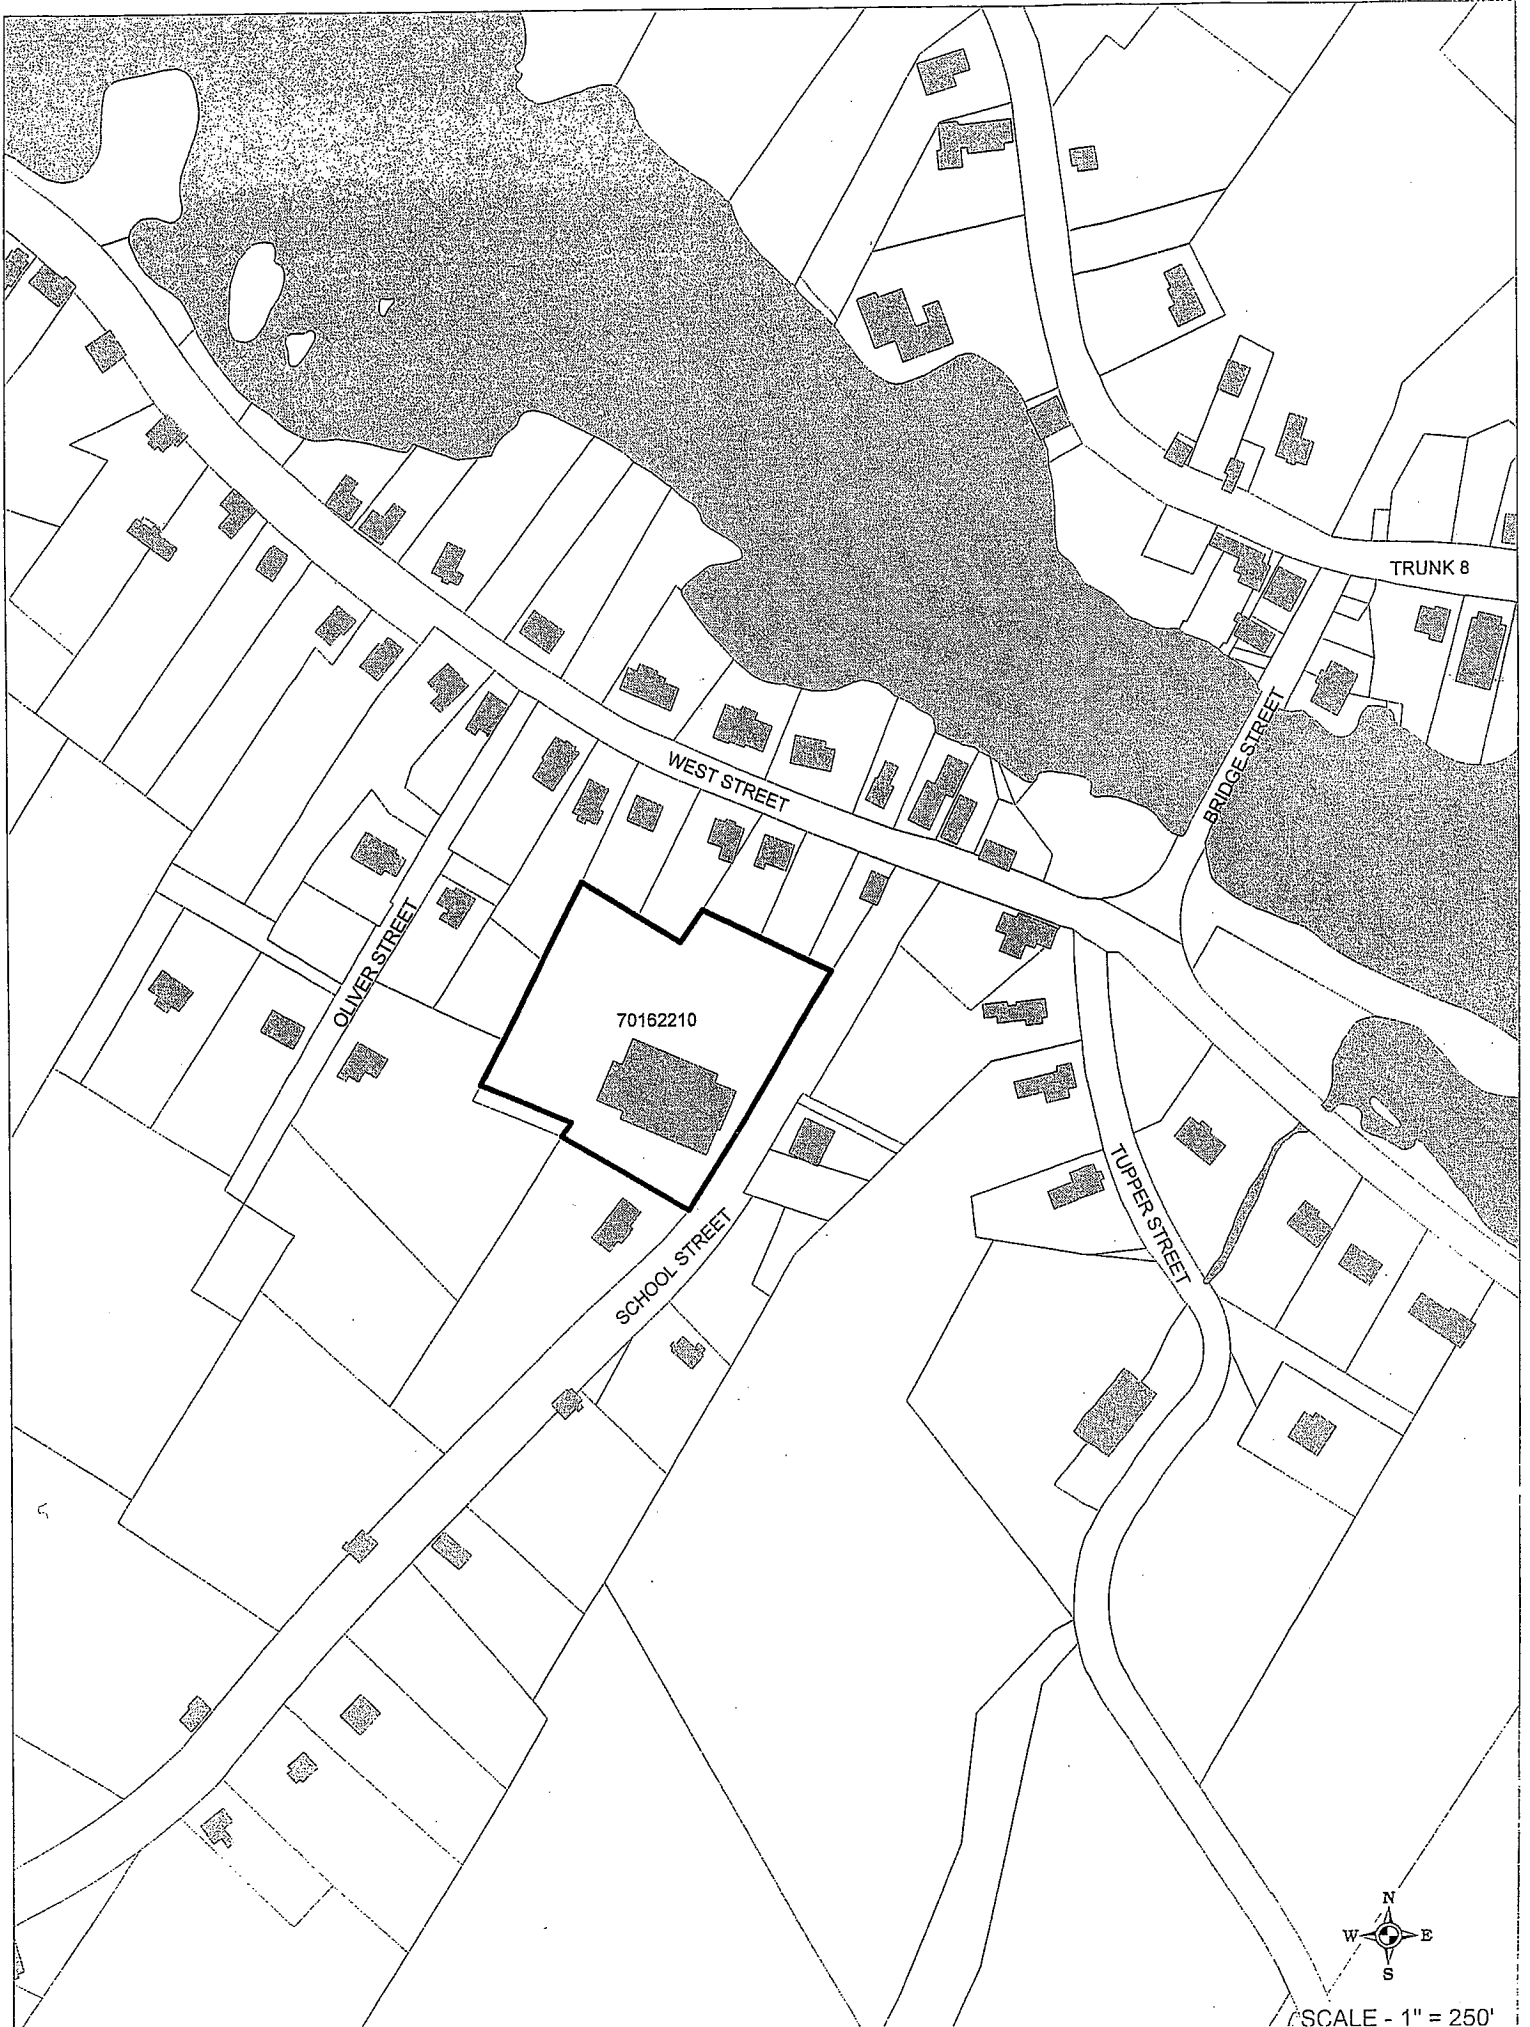 TRUNK 8
BRIDGE STREET
WEST STREET
OLIVER STREET
70162210
TUPPER STREET
SCHOOL STREET
N
W E
S
SCALE - 1" = 250'